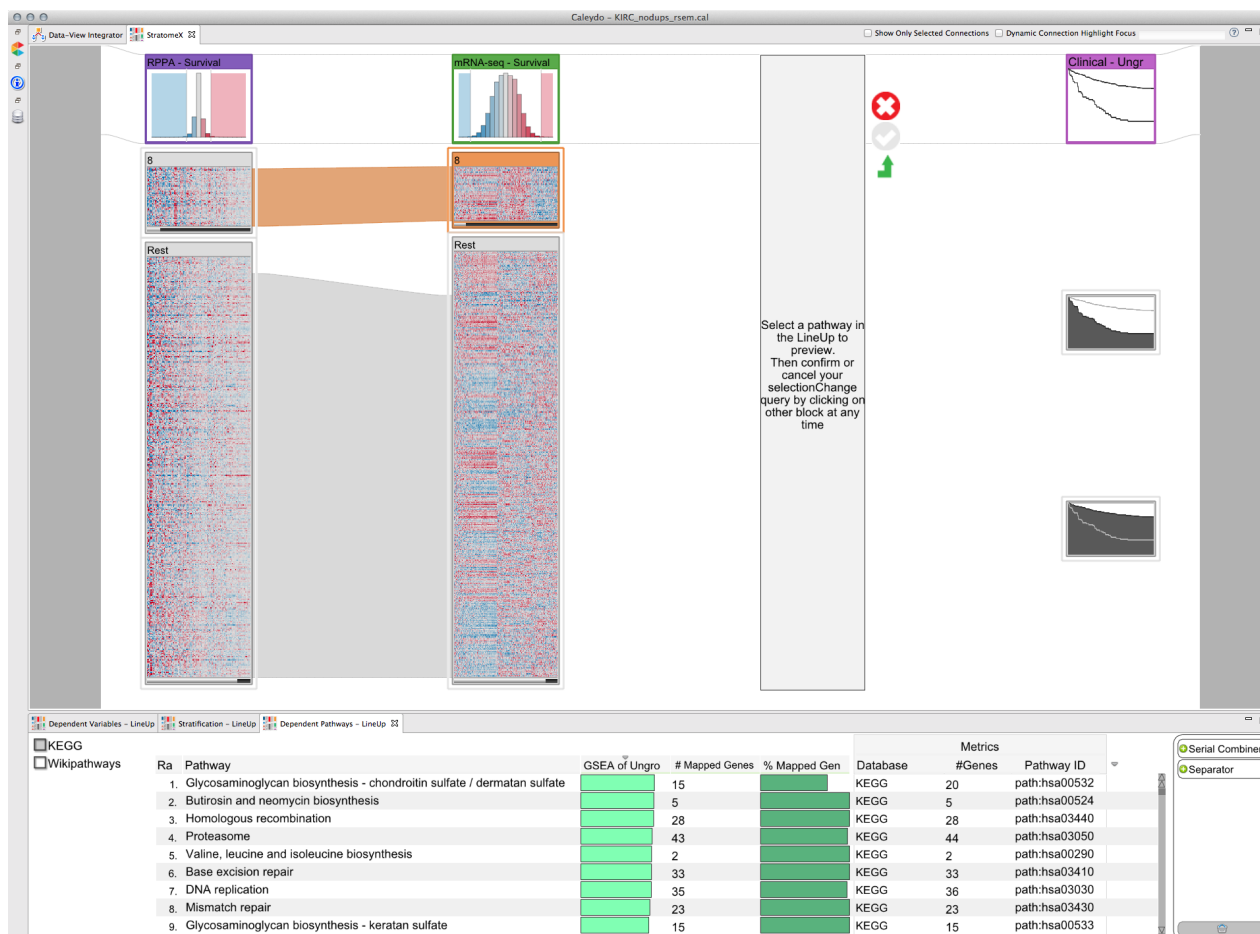 Caleydo – KIRC_nodups_rsem.cal
Data-View Integrator
StratomeX
Show Only Selected Connections
Dynamic Connection Highlight Focus
RPPA - Survival
mRNA-seq - Survival
Clinical - Ungr
8
8
Rest
Rest
Select a pathway in
the LineUp to
preview.
Then confirm or
cancel your
selectionChange
query by clicking on
other block at any
time
Dependent Variables – LineUp
Stratification – LineUp
Dependent Pathways – LineUp
KEGG
Wikipathways
Metrics
Ra Pathway GSEA of Ungro # Mapped Genes % Mapped Gen Database #Genes Pathway ID
1. Glycosaminoglycan biosynthesis - chondroitin sulfate / dermatan sulfate 15 KEGG 20 path:hsa00532
2. Butirosin and neomycin biosynthesis 5 KEGG 5 path:hsa00524
3. Homologous recombination 28 KEGG 28 path:hsa03440
4. Proteasome 43 KEGG 44 path:hsa03050
5. Valine, leucine and isoleucine biosynthesis 2 KEGG 2 path:hsa00290
6. Base excision repair 33 KEGG 33 path:hsa03410
7. DNA replication 35 KEGG 36 path:hsa03030
8. Mismatch repair 23 KEGG 23 path:hsa03430
9. Glycosaminoglycan biosynthesis - keratan sulfate 15 KEGG 15 path:hsa00533
Serial Combine
Separator